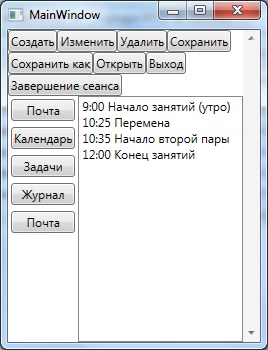 MainWindow
Создать Изменить Удалить Сохранить
Сохранить как Открыть Выход
Завершение сеанса
Почта
Календарь
Задачи
Журнал
Почта
9:00 Начало занятий (утро)
10:25 Перемена
10:35 Начало второй пары
12:00 Конец занятий